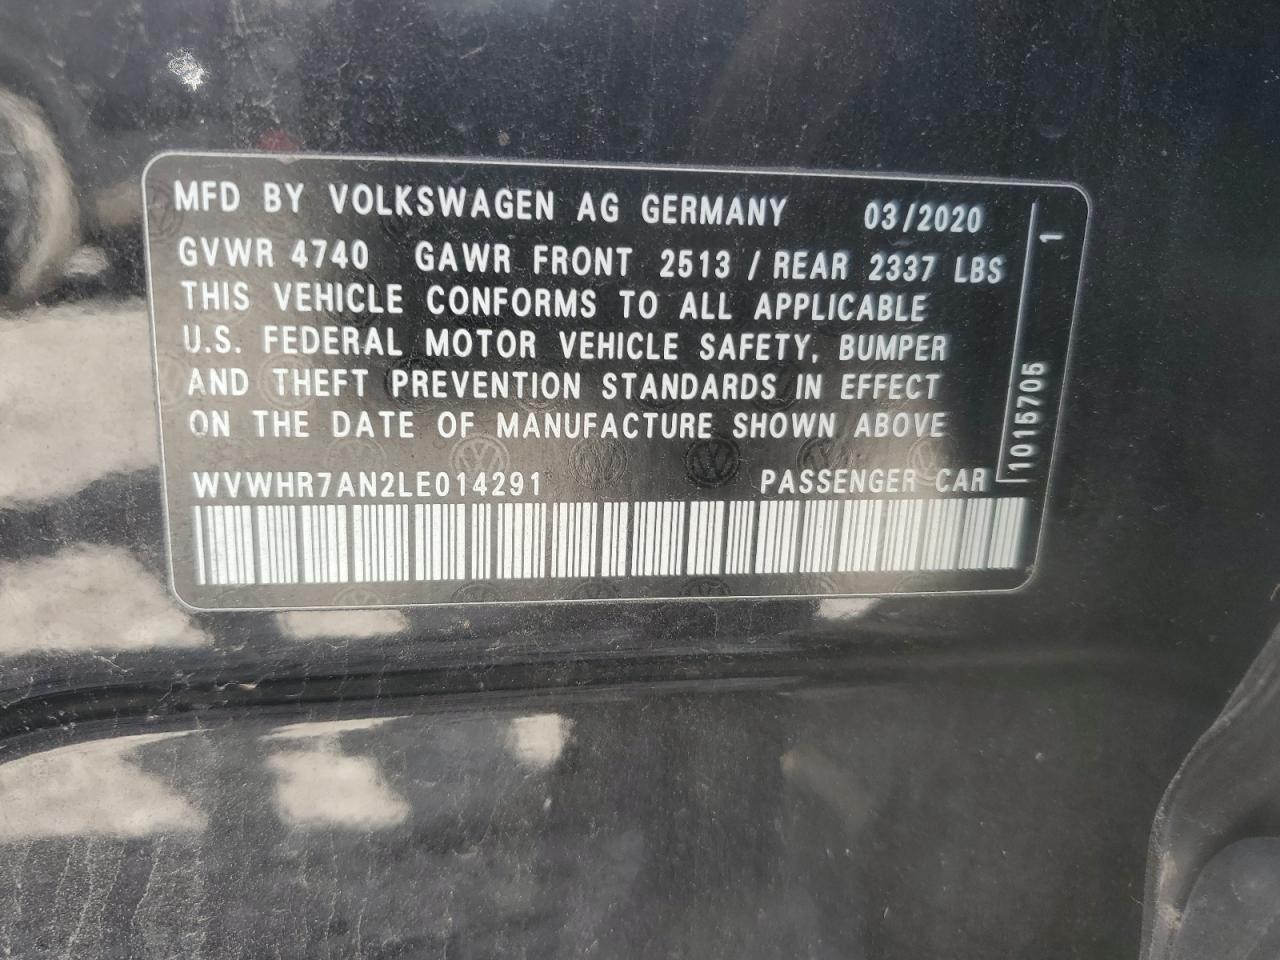 MFD BY VOLKSWAGEN AG GERMANY 03/2020
GVWR 4740 GAWR FRONT 2513 / REAR 2337 LBS
THIS VEHICLE CONFORMS TO ALL APPLICABLE
U.S. FEDERAL MOTOR VEHICLE SAFETY, BUMPER
AND THEFT PREVENTION STANDARDS IN EFFECT
ON THE DATE OF MANUFACTURE SHOWN ABOVE
WVWHR7AN2LE014291 PASSENGER CAR
1015705 1